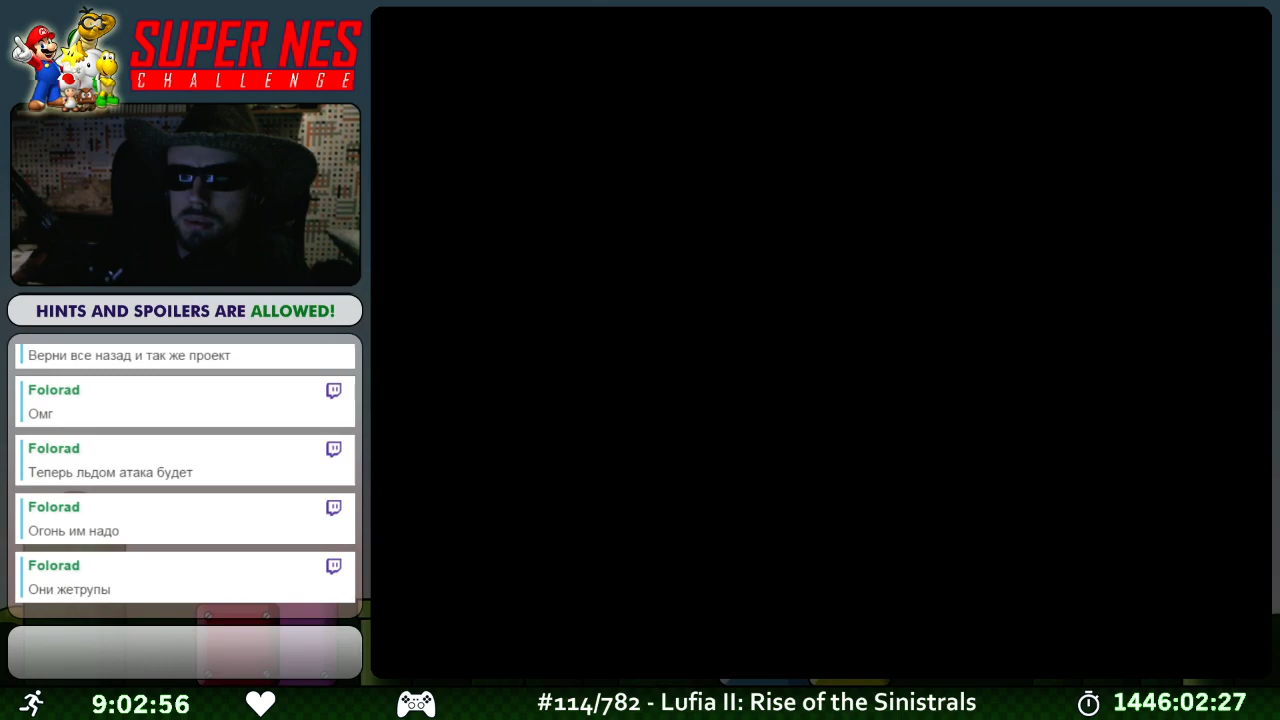 SUPER NES
CHALLENGE
HINTS AND SPOILERS ARE ALLOWED!
Верни все назад и так же проект
Folorad
Омг
Folorad
Теперь льдом атака будет
Folorad
Огонь им надо
Folorad
Они жетрупы
9:02:56
#114/782 - Lufia II: Rise of the Sinistrals
1446:02:27